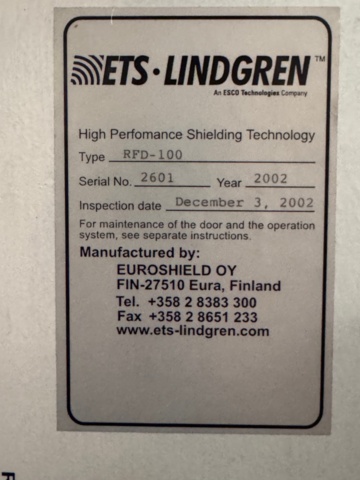 ETS·LINDGREN™
An ESCO Technologies Company
High Perfomance Shielding Technology
Type RFD-100
Serial No. 2601 Year 2002
Inspection date December 3, 2002
For maintenance of the door and the operation
system, see separate instructions.
Manufactured by:
EUROSHIELD OY
FIN-27510 Eura, Finland
Tel. +358 2 8383 300
Fax +358 2 8651 233
www.ets-lindgren.com